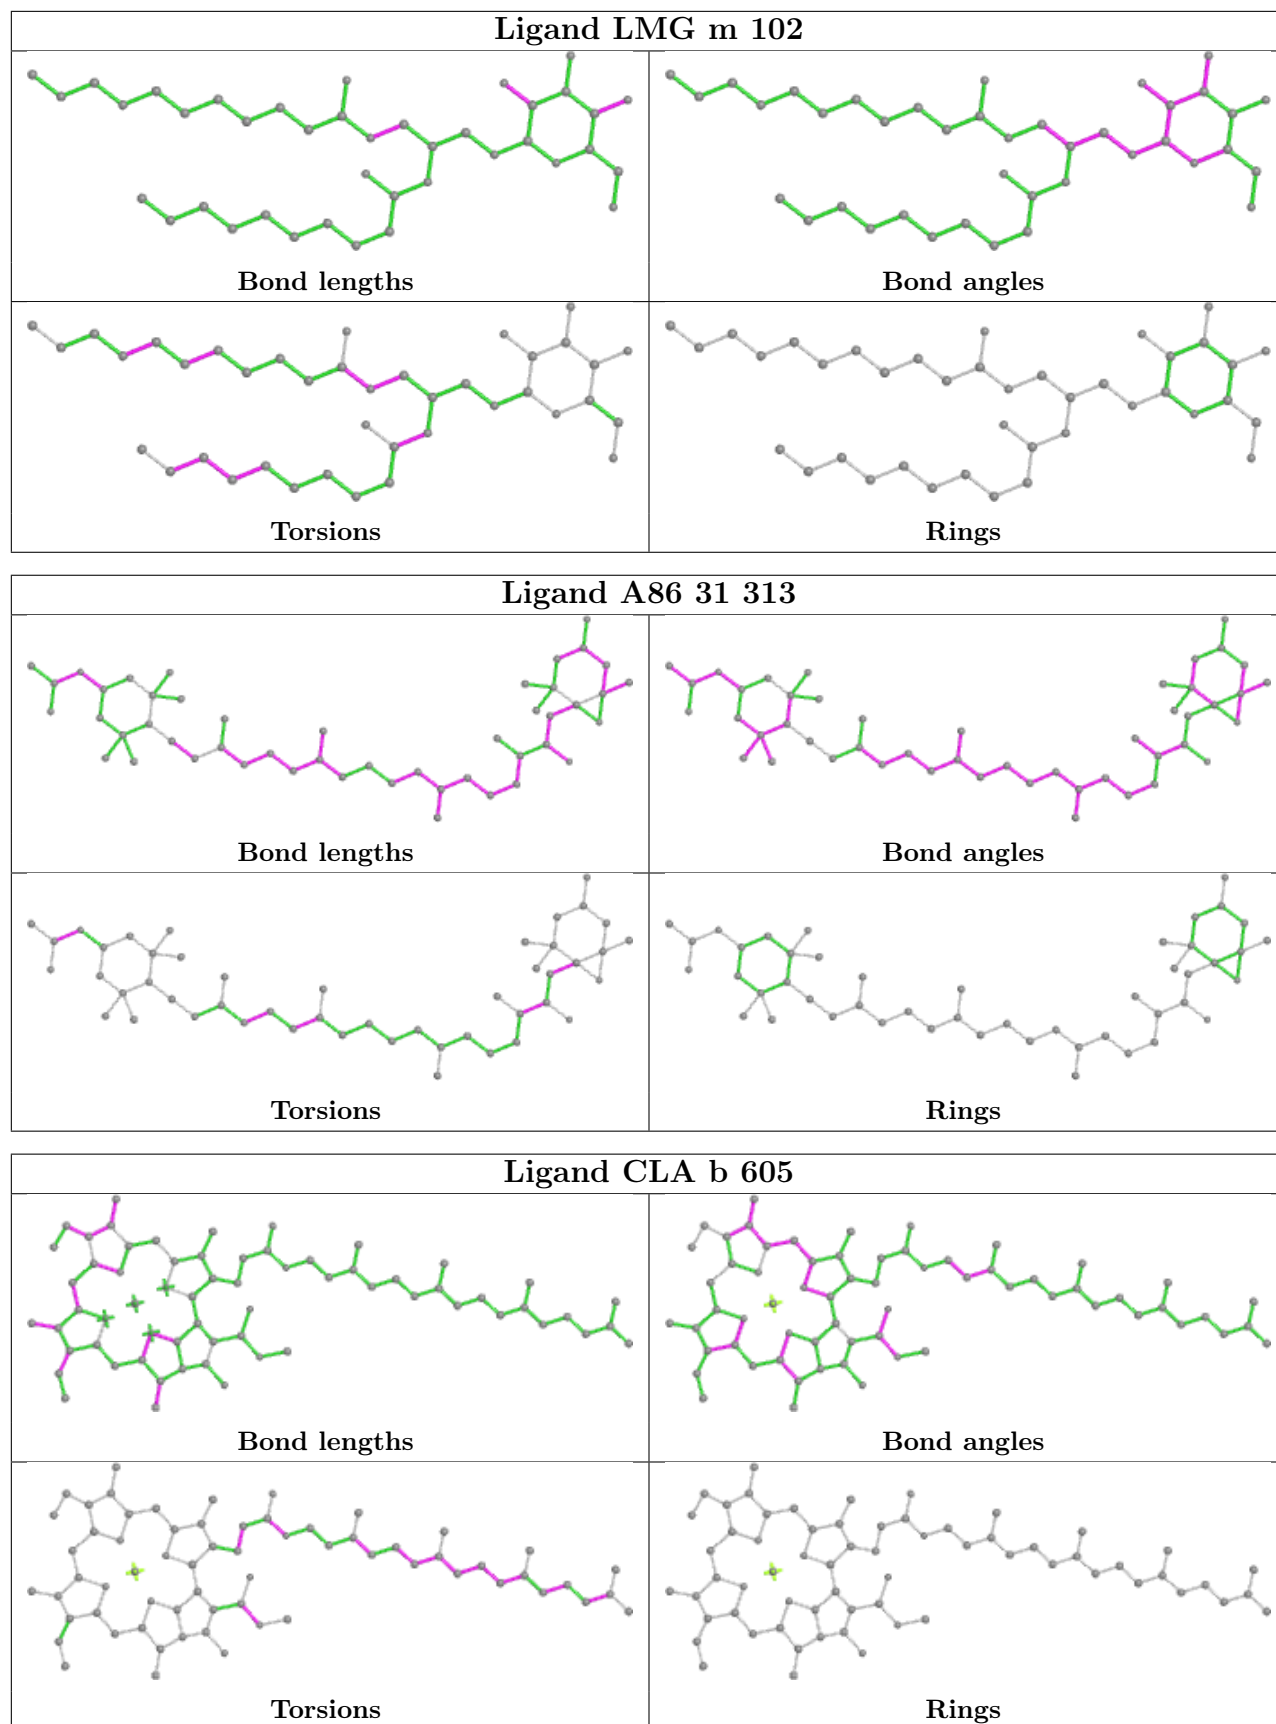 Ligand LMG m 102
Bond lengths
Bond angles
Torsions
Rings
Ligand A86 31 313
Bond lengths
Bond angles
Torsions
Rings
Ligand CLA b 605
Bond lengths
Bond angles
Torsions
Rings